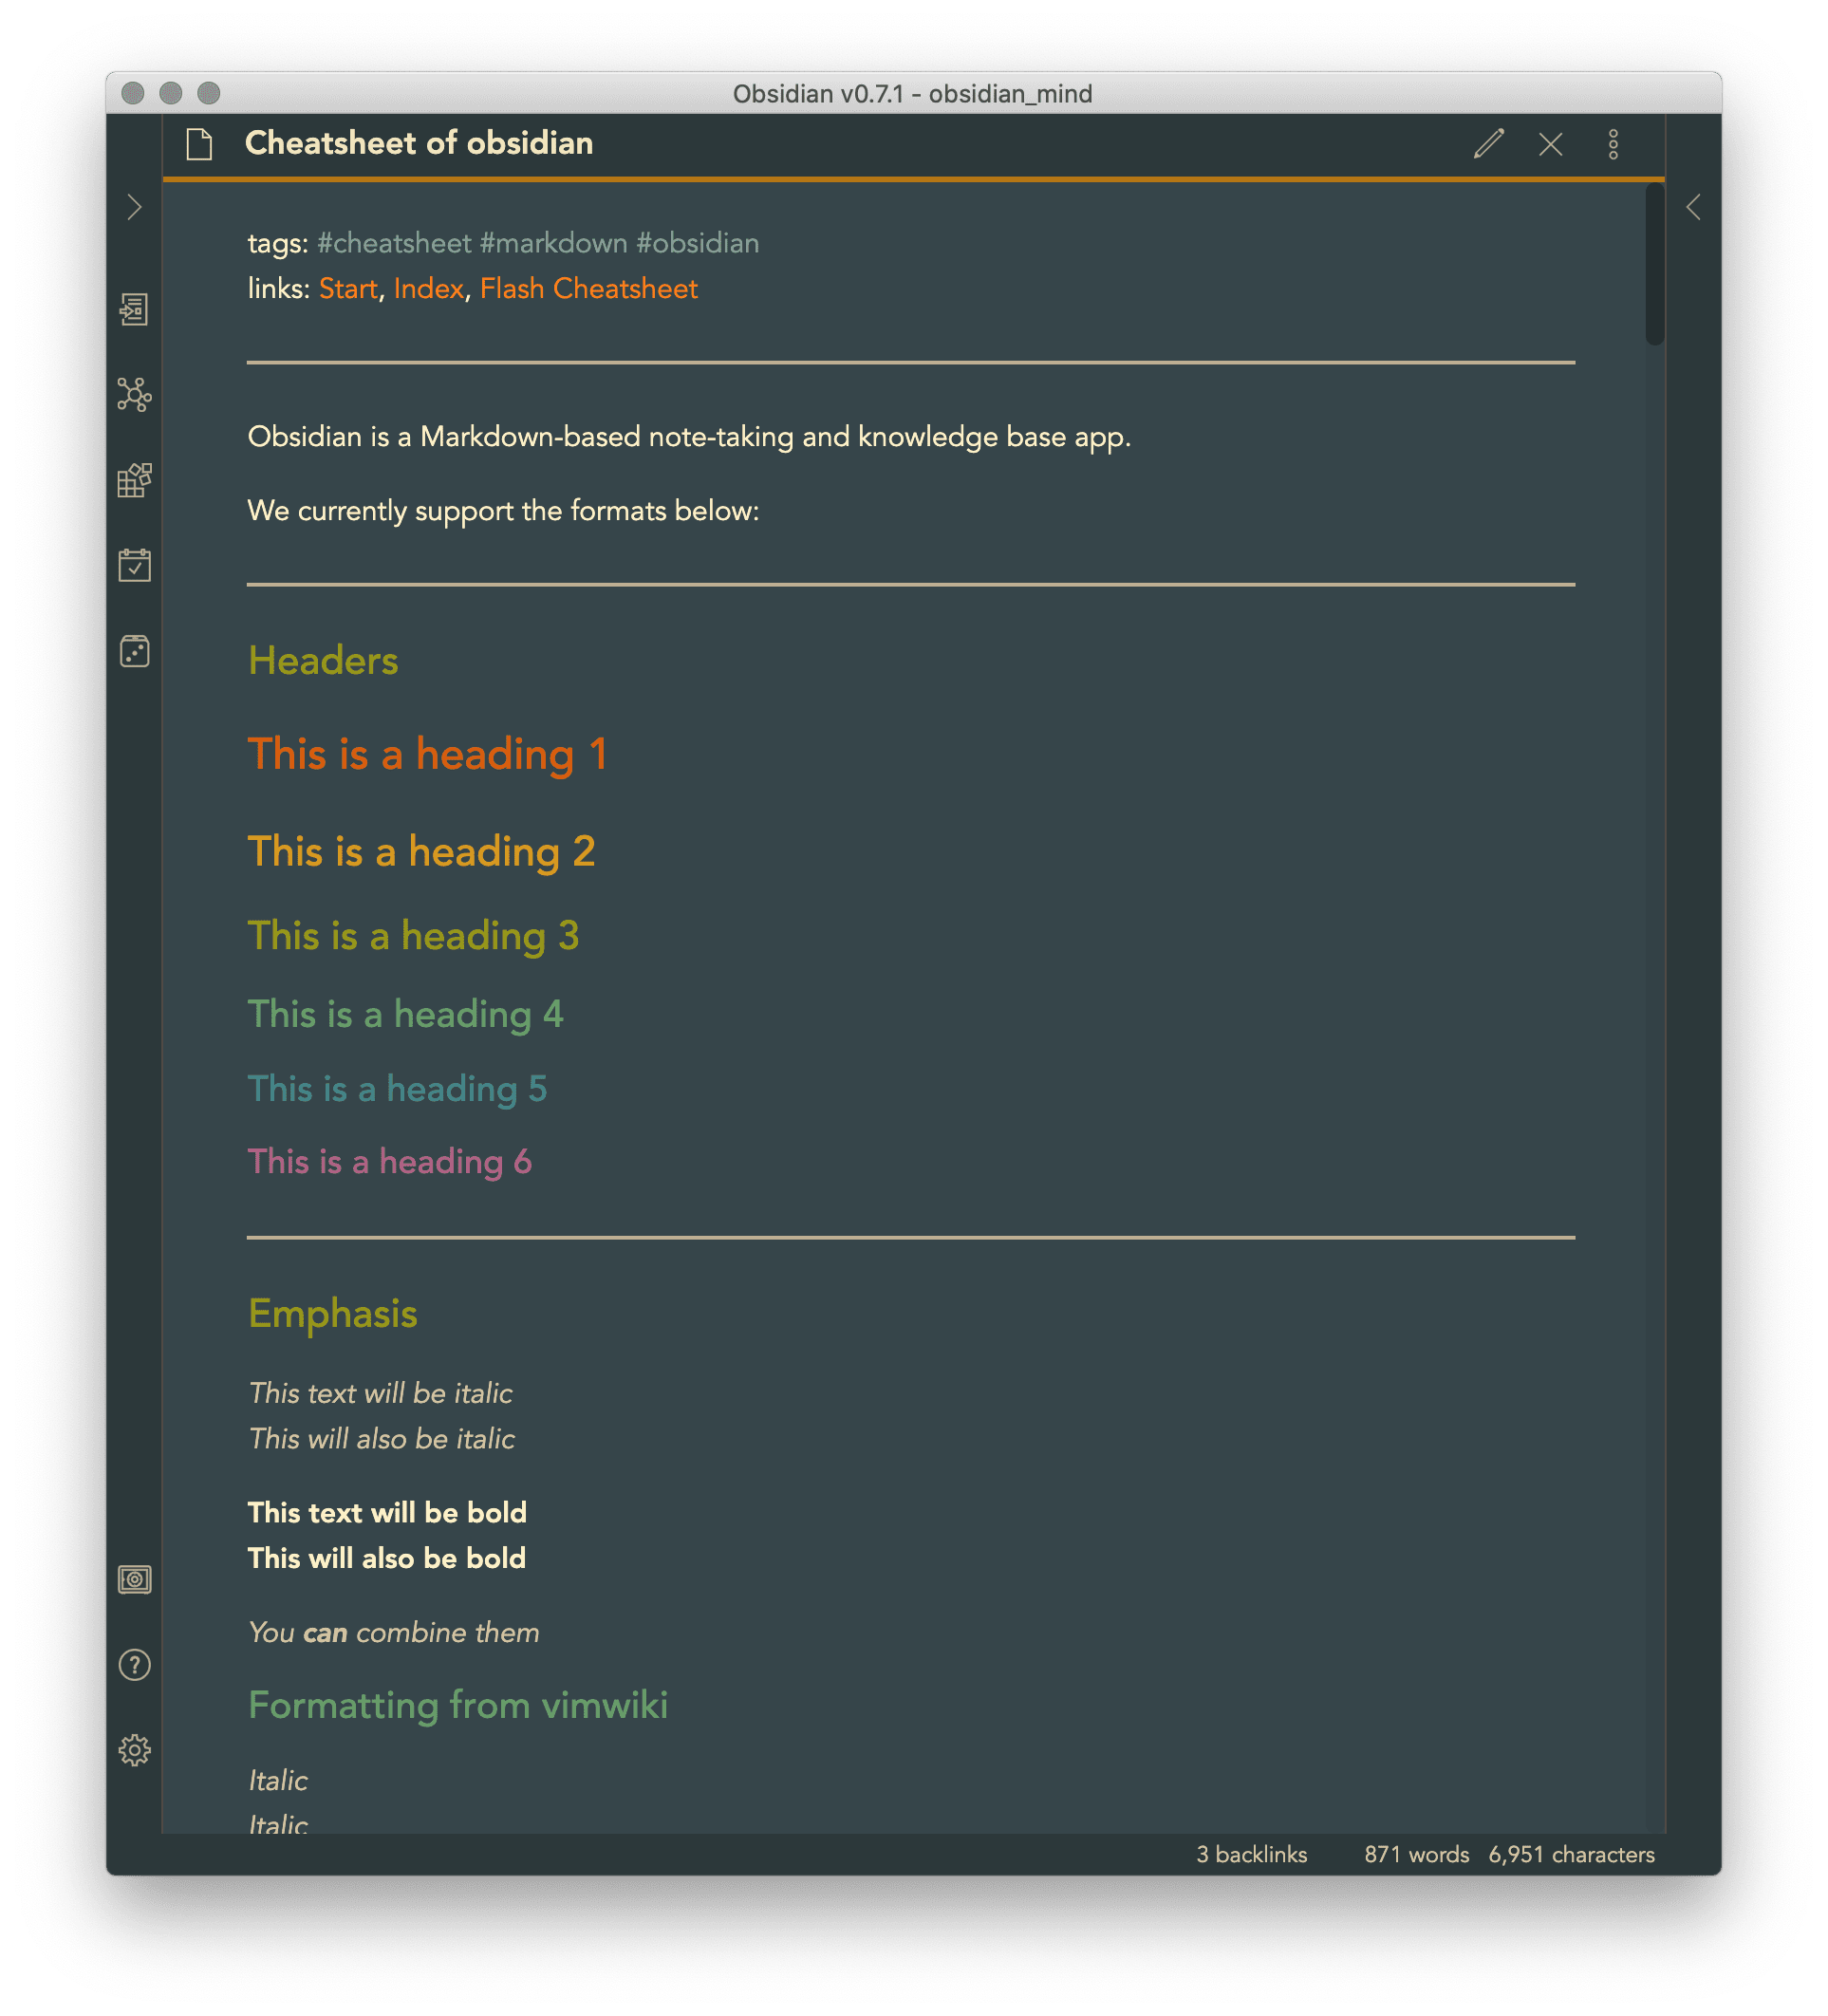 Obsidian v0.7.1 - obsidian_mind
Cheatsheet of obsidian
tags: #cheatsheet #markdown #obsidian
links: Start, Index, Flash Cheatsheet
Obsidian is a Markdown-based note-taking and knowledge base app.
We currently support the formats below:
Headers
This is a heading 1
This is a heading 2
This is a heading 3
This is a heading 4
This is a heading 5
This is a heading 6
Emphasis
This text will be italic
This will also be italic
This text will be bold
This will also be bold
You can combine them
Formatting from vimwiki
Italic
Italic
3 backlinks 871 words 6,951 characters